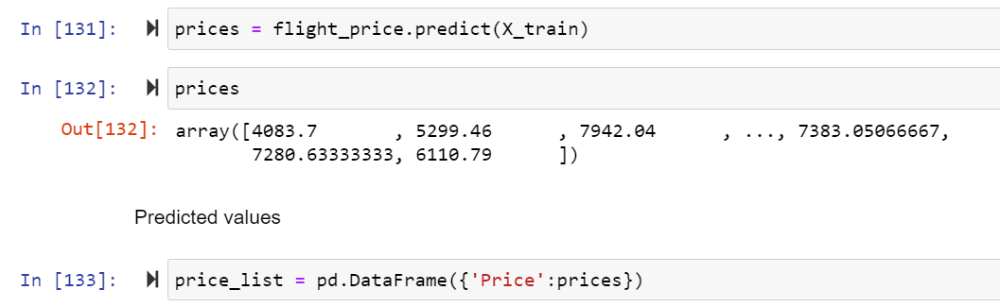 In [131]: prices = flight_price.predict(X_train)
In [132]: prices
Out[132]: array([4083.7       , 5299.46      , 7942.04      , ..., 7383.05066667,
7280.63333333, 6110.79      ])
Predicted values
In [133]: price_list = pd.DataFrame({'Price':prices})